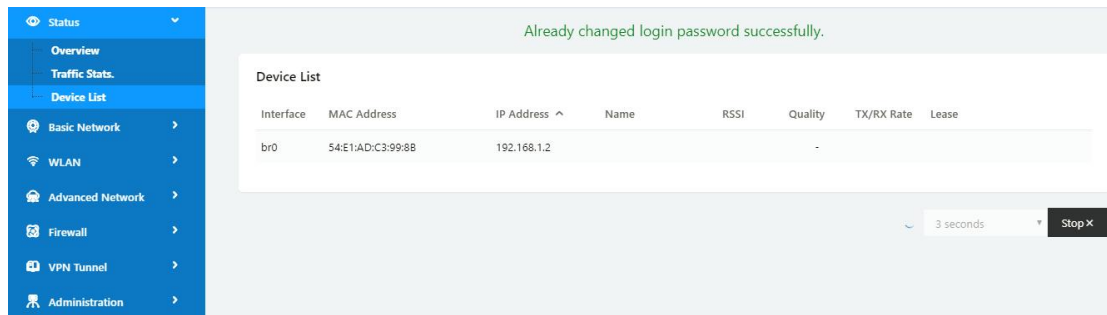 Status
Overview
Traffic Stats.
Device List
Basic Network
WLAN
Advanced Network
Firewall
VPN Tunnel
Administration
Already changed login password successfully.
Device List
Interface MAC Address IP Address Name RSSI Quality TX/RX Rate Lease
br0 54:E1:AD:C3:99:8B 192.168.1.2 -
3 seconds Stop ×